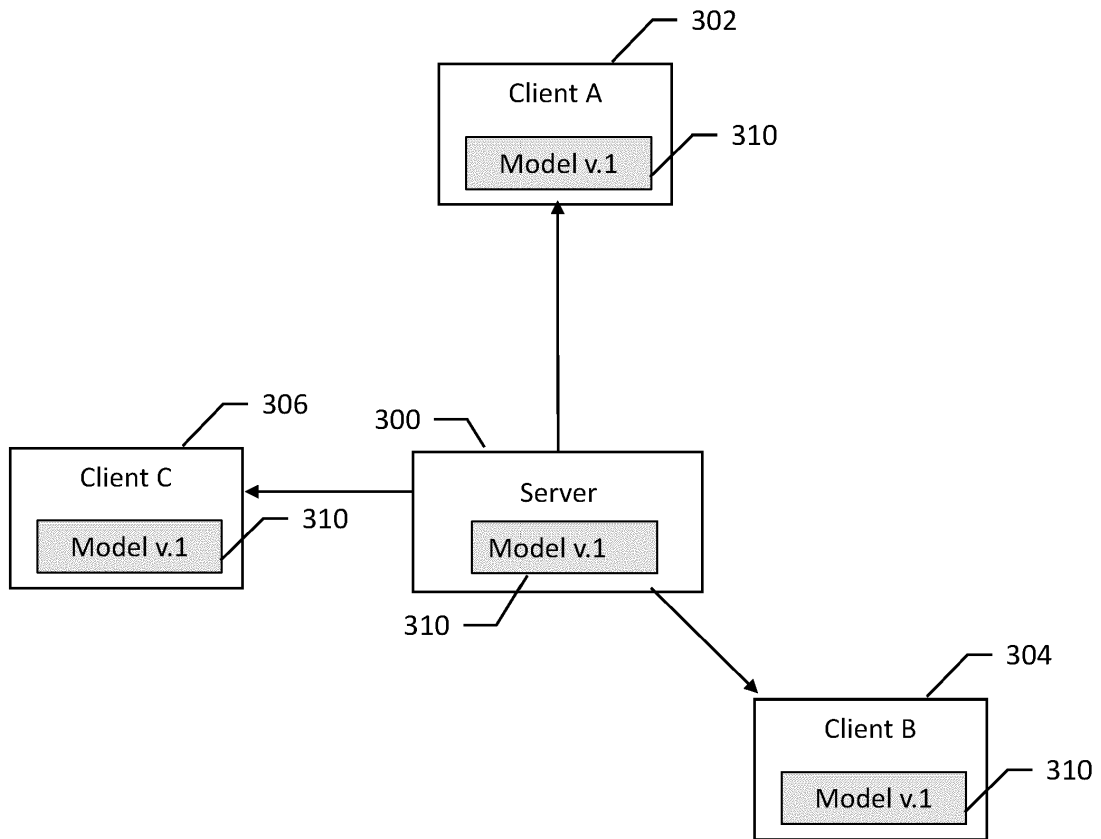 302
Client A
310
Model v.1
306
300
Client C
Server
310
Model v.1
Model v.1
310
304
Client B
310
Model v.1